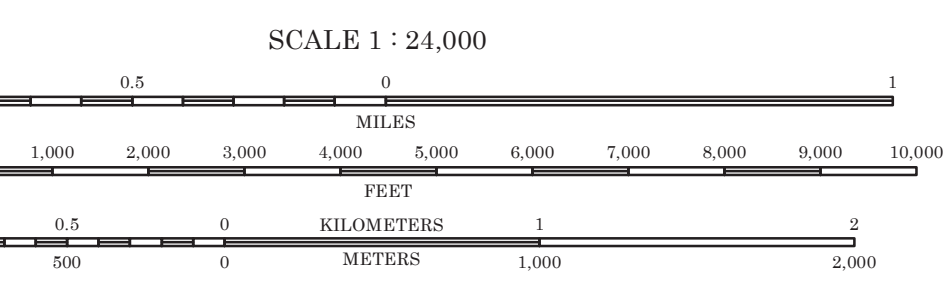 SCALE 1 : 24,000
0.5 0 1
MILES
1,000 2,000 3,000 4,000 5,000 6,000 7,000 8,000 9,000 10,000
FEET
0.5 0 KILOMETERS 1 2
500 0 METERS 1,000 2,000